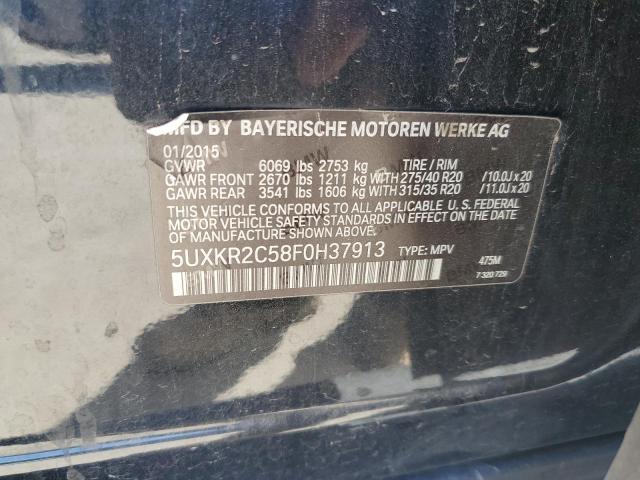 MFD BY BAYERISCHE MOTOREN WERKE AG
01/2015
GVWR 6069 lbs 2753 kg TIRE / RIM
GAWR FRONT 2670 lbs 1211 kg WITH 275/40 R20 /10.0J x 20
GAWR REAR 3541 lbs 1606 kg WITH 315/35 R20 /11.0J x 20
THIS VEHICLE CONFORMS TO ALL APPLICABLE U.S. FEDERAL
MOTOR VEHICLE SAFETY STANDARDS IN EFFECT ON THE DATE
OF MANUFACTURE SHOWN ABOVE.
5UXKR2C58F0H37913 TYPE: MPV 475M
7 320 729